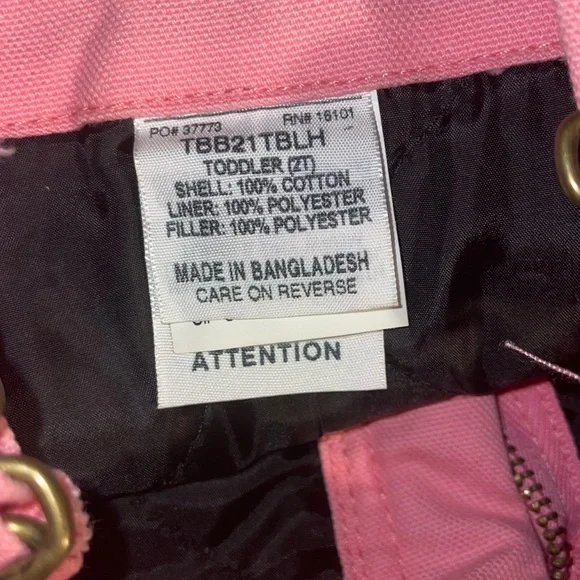 PO# 37773 RN# 15101
TBB21TBLH
TODDLER (2T)
SHELL: 100% COTTON
LINER: 100% POLYESTER
FILLER: 100% POLYESTER
MADE IN BANGLADESH
CARE ON REVERSE
ATTENTION